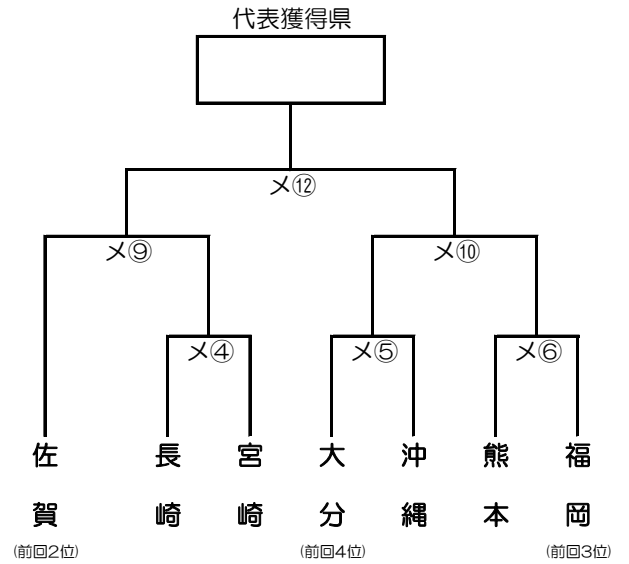 代表獲得県
メ⑫
メ⑨
メ⑩
メ④
メ⑤
メ⑥
佐賀
長崎
宮崎
大分
沖縄
熊本
福岡
(前回2位)
(前回4位)
(前回3位)